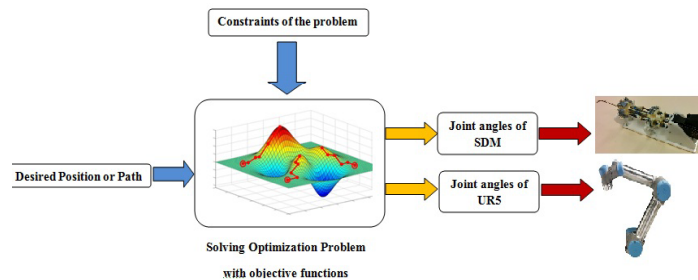 Constraints of the problem
Desired Position or Path
Joint angles of
SDM
Joint angles of
UR5
Solving Optimization Problem
with objective functions